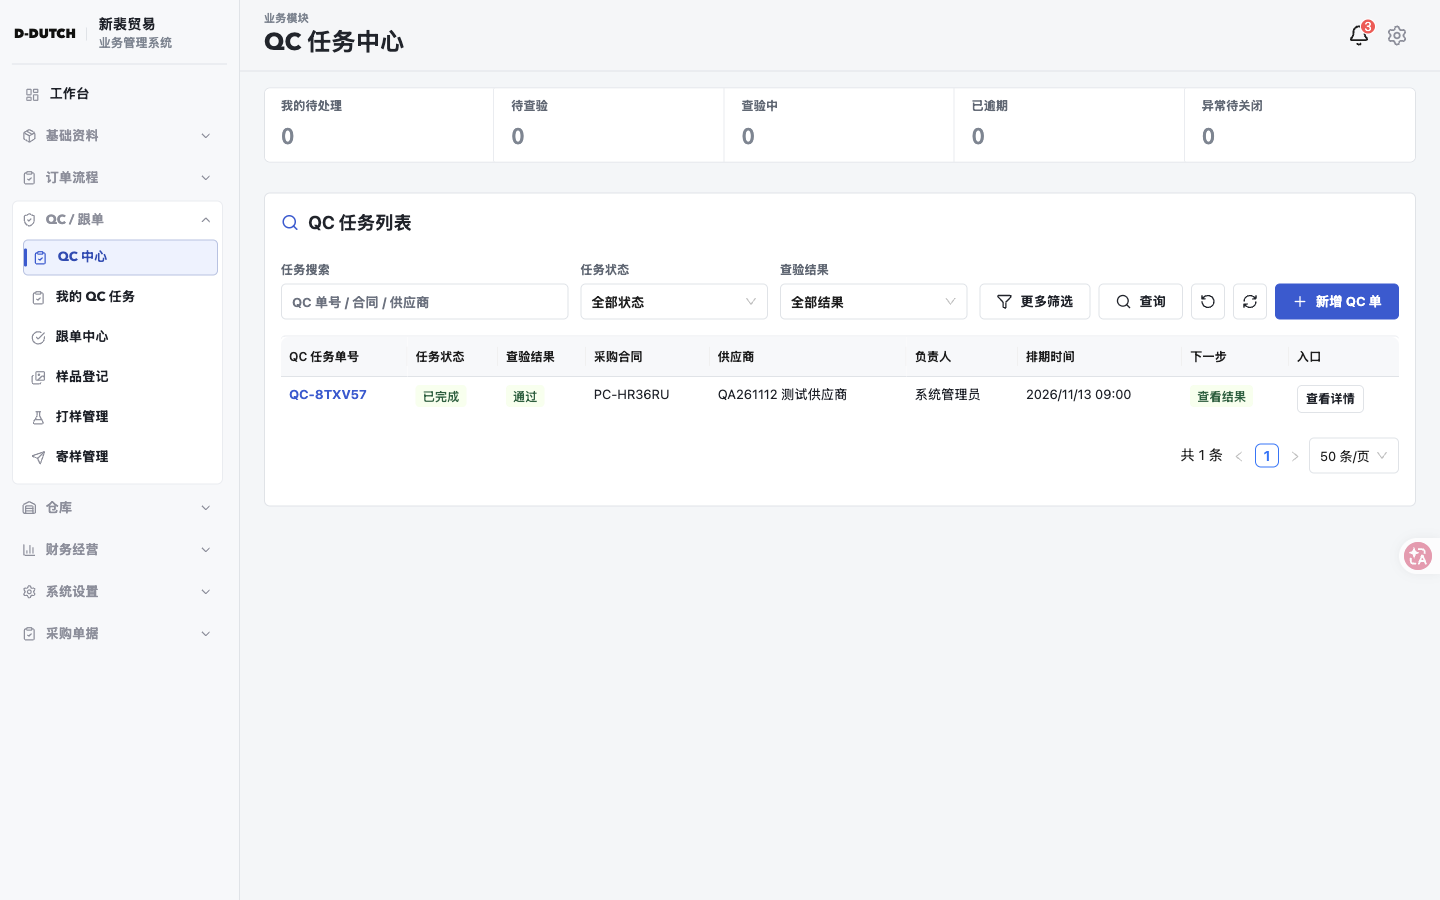 D-DUTCH
新裴贸易
业务管理系统
工作台
基础资料
订单流程
QC / 跟单
QC 中心
我的 QC 任务
跟单中心
样品登记
打样管理
寄样管理
仓库
财务经营
系统设置
采购单据
业务模块
QC 任务中心
3
我的待处理 待查验 查验中 已逾期 异常待关闭
0 0 0 0 0
QC 任务列表
任务搜索 任务状态 查验结果
QC 单号 / 合同 / 供应商 全部状态 全部结果 更多筛选 查询 新增 QC 单
QC 任务单号 任务状态 查验结果 采购合同 供应商 负责人 排期时间 下一步 入口
QC-8TXV57 已完成 通过 PC-HR36RU QA261112 测试供应商 系统管理员 2026/11/13 09:00 查看结果 查看详情
共 1 条 1 50 条/页